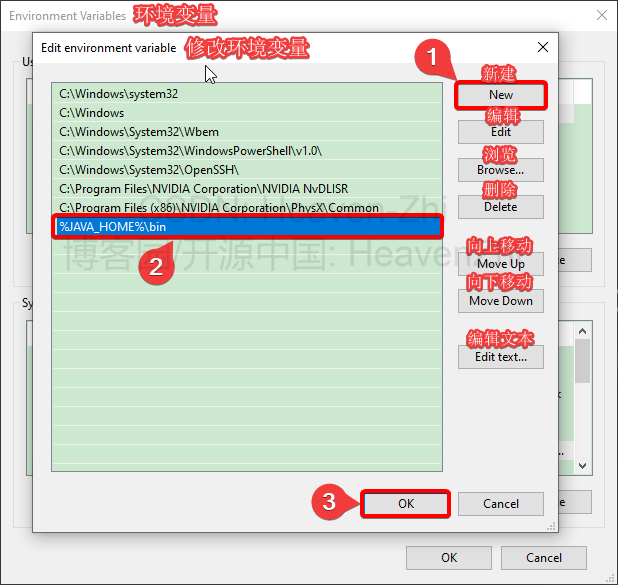 Environment Variables 环境变量
Edit environment variable 修改环境变量
1
新建
New
编辑
Edit
浏览
Browse...
删除
Delete
向上移动
Move Up
向下移动
Move Down
编辑文本
Edit text...
C:\Windows\system32
C:\Windows
C:\Windows\System32\Wbem
C:\Windows\System32\WindowsPowerShell\v1.0\
C:\Windows\System32\OpenSSH\
C:\Program Files\NVIDIA Corporation\NVIDIA NvDLISR
C:\Program Files (x86)\NVIDIA Corporation\PhysX\Common
%JAVA_HOME%\bin
CSDN: Heaven-Zhi
博客园/开源中国: Heaven
2
3
OK
Cancel
OK
Cancel